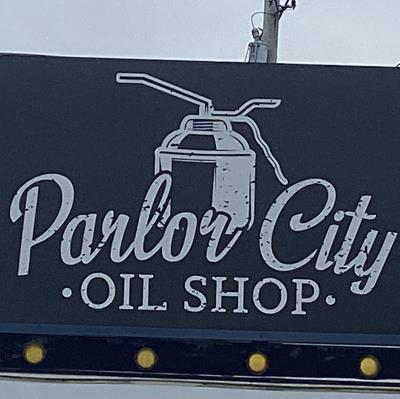 Parlor City
• OIL SHOP •